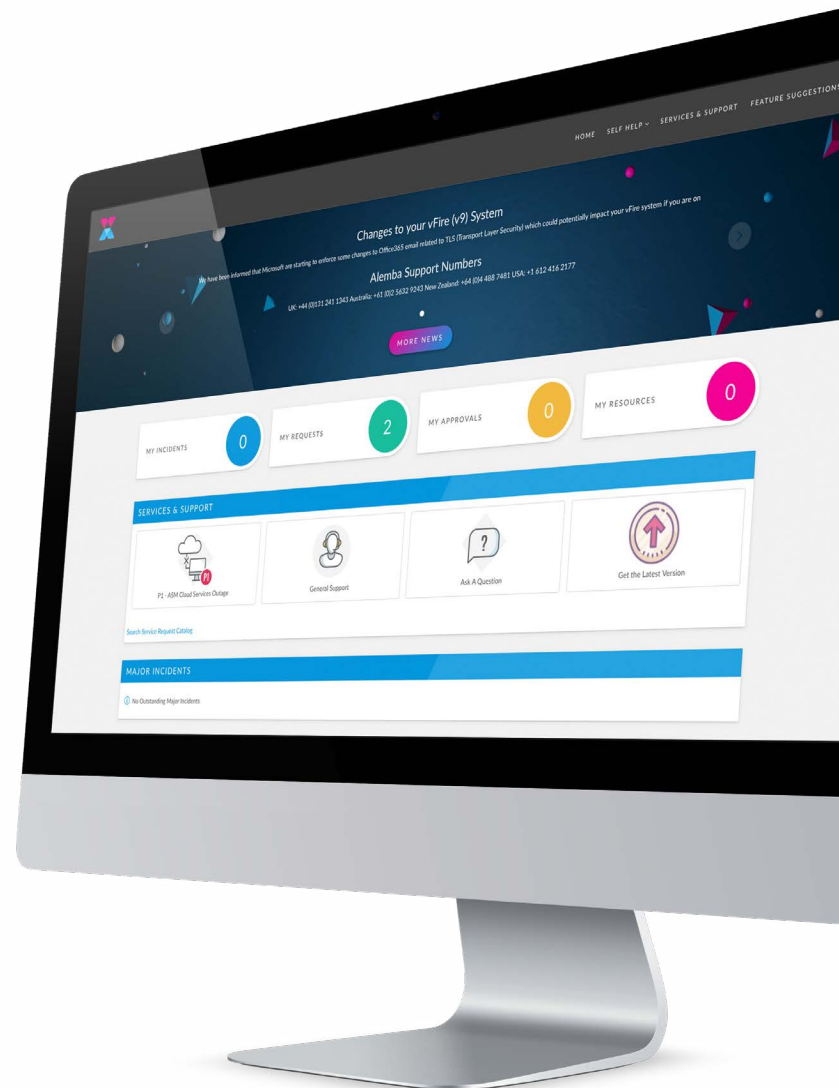 HOME SELF HELP SERVICES & SUPPORT FEATURE SUGGESTIONS
Changes to your vFire (v9) System
We have been informed that Microsoft are starting to enforce some changes to Office365 email related to TLS (Transport Layer Security) which could potentially impact your vFire system if you are on
Alemba Support Numbers
UK: +44 (0)131 241 1343 Australia: +61 (0)2 5632 9243 New Zealand: +64 (0)4 488 7481 USA: +1 612 416 2177
MORE NEWS
MY INCIDENTS 0
MY REQUESTS 2
MY APPROVALS 0
MY RESOURCES 0
SERVICES & SUPPORT
P1
P1 - ASM Cloud Services Outage
General Support
?
Ask A Question
Get the Latest Version
Search Service Request Catalog
MAJOR INCIDENTS
No Outstanding Major Incidents